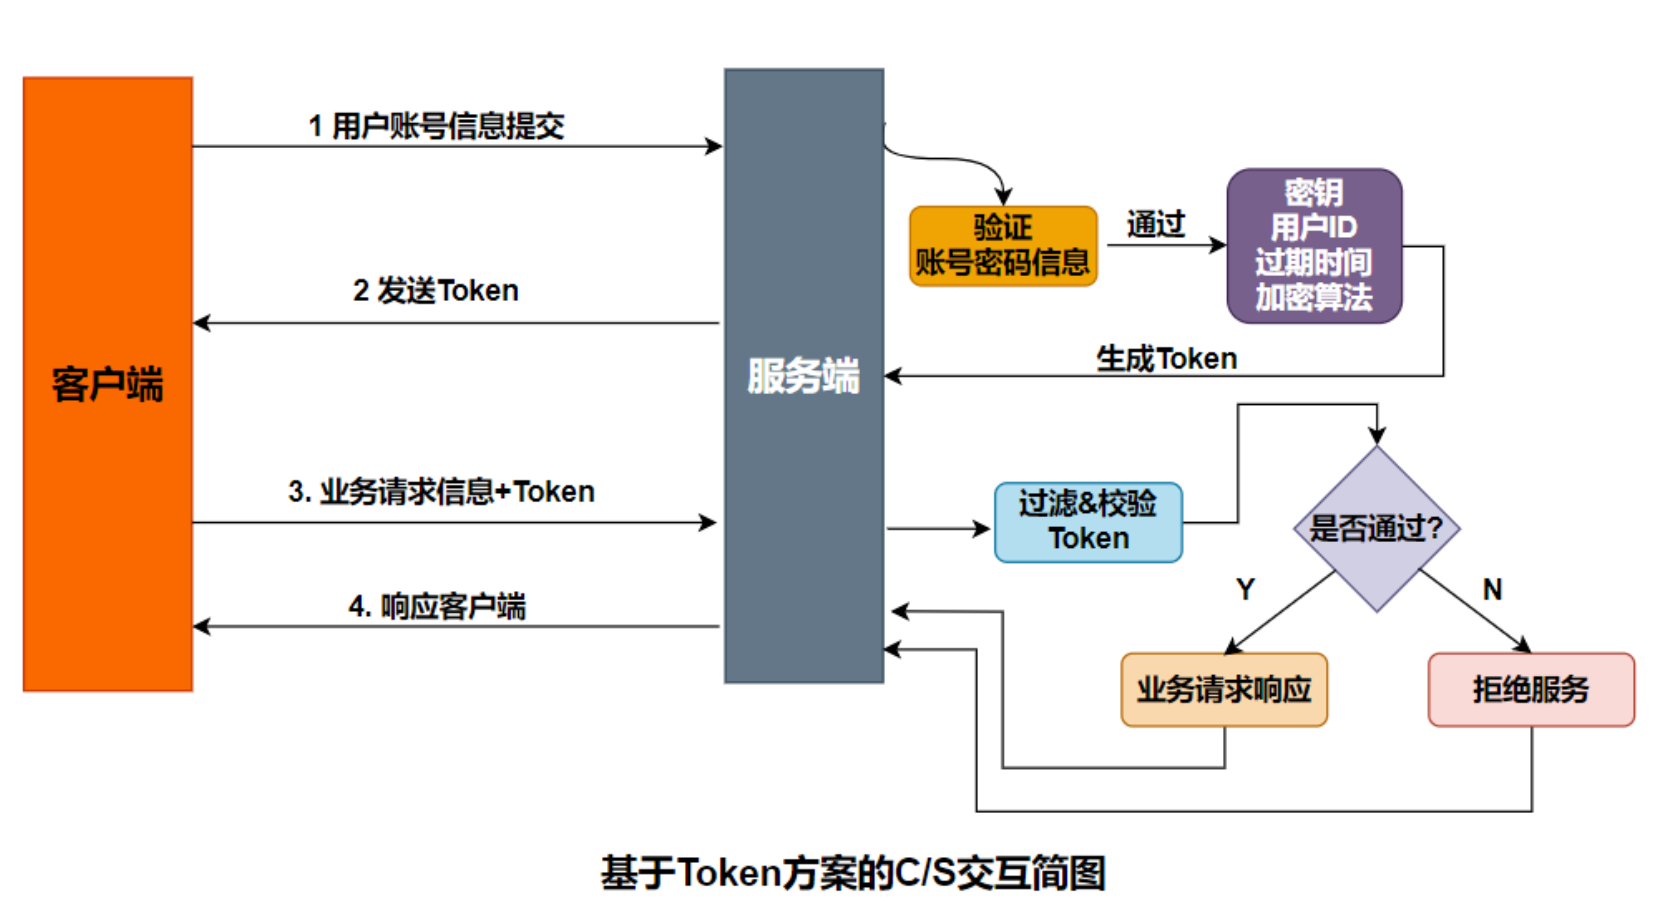 1 用户账号信息提交
验证
账号密码信息
通过
密钥
用户ID
过期时间
加密算法
2 发送Token
生成Token
客户端
服务端
3. 业务请求信息+Token
过滤&校验
Token
是否通过?
Y
N
4. 响应客户端
业务请求响应
拒绝服务
基于Token方案的C/S交互简图